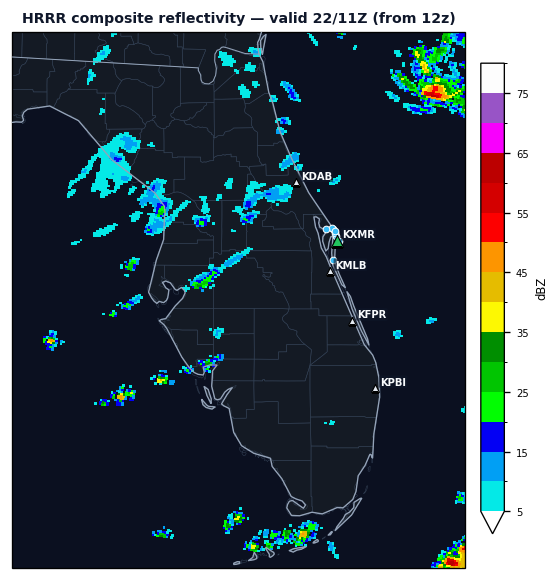 HRRR composite reflectivity — valid 22/11Z (from 12z)
75
65
55
45
35
25
15
5
dBZ
KDAB
KXMR
KMLB
KFPR
KPBI